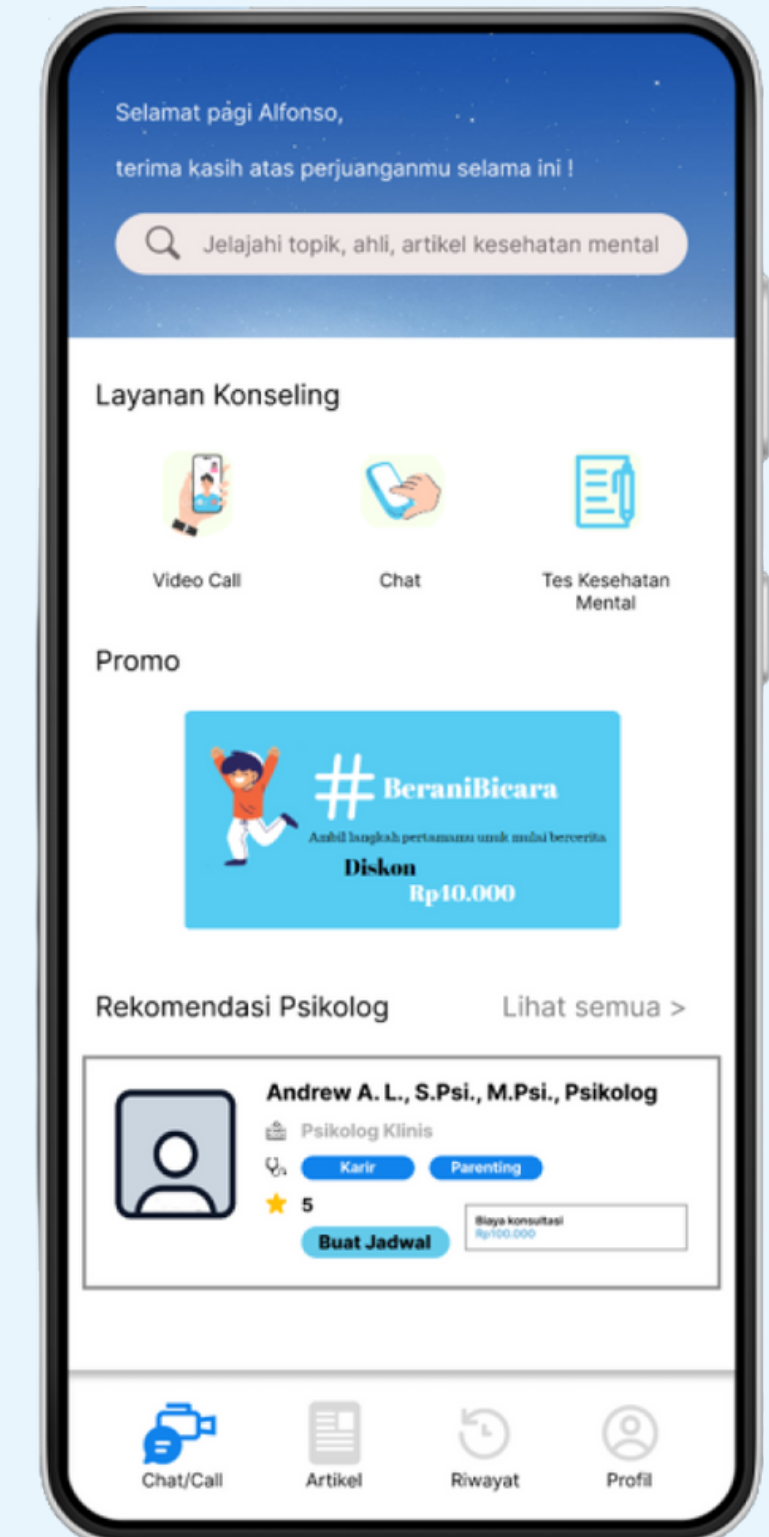 Selamat pagi Alfonso,
terima kasih atas perjuanganmu selama ini !
Jelajahi topik, ahli, artikel kesehatan mental
Layanan Konseling
Video Call
Chat
Tes Kesehatan
Mental
Promo
#BeraniBicara
Ambil langkah pertamamu unuk mulai bercerita
Diskon
Rp10.000
Rekomendasi Psikolog
Lihat semua >
Andrew A. L., S.Psi., M.Psi., Psikolog
Psikolog Klinis
Karir
Parenting
5
Buat Jadwal
Biaya konsultasi
Rp100.000
Chat/Call
Artikel
Riwayat
Profil